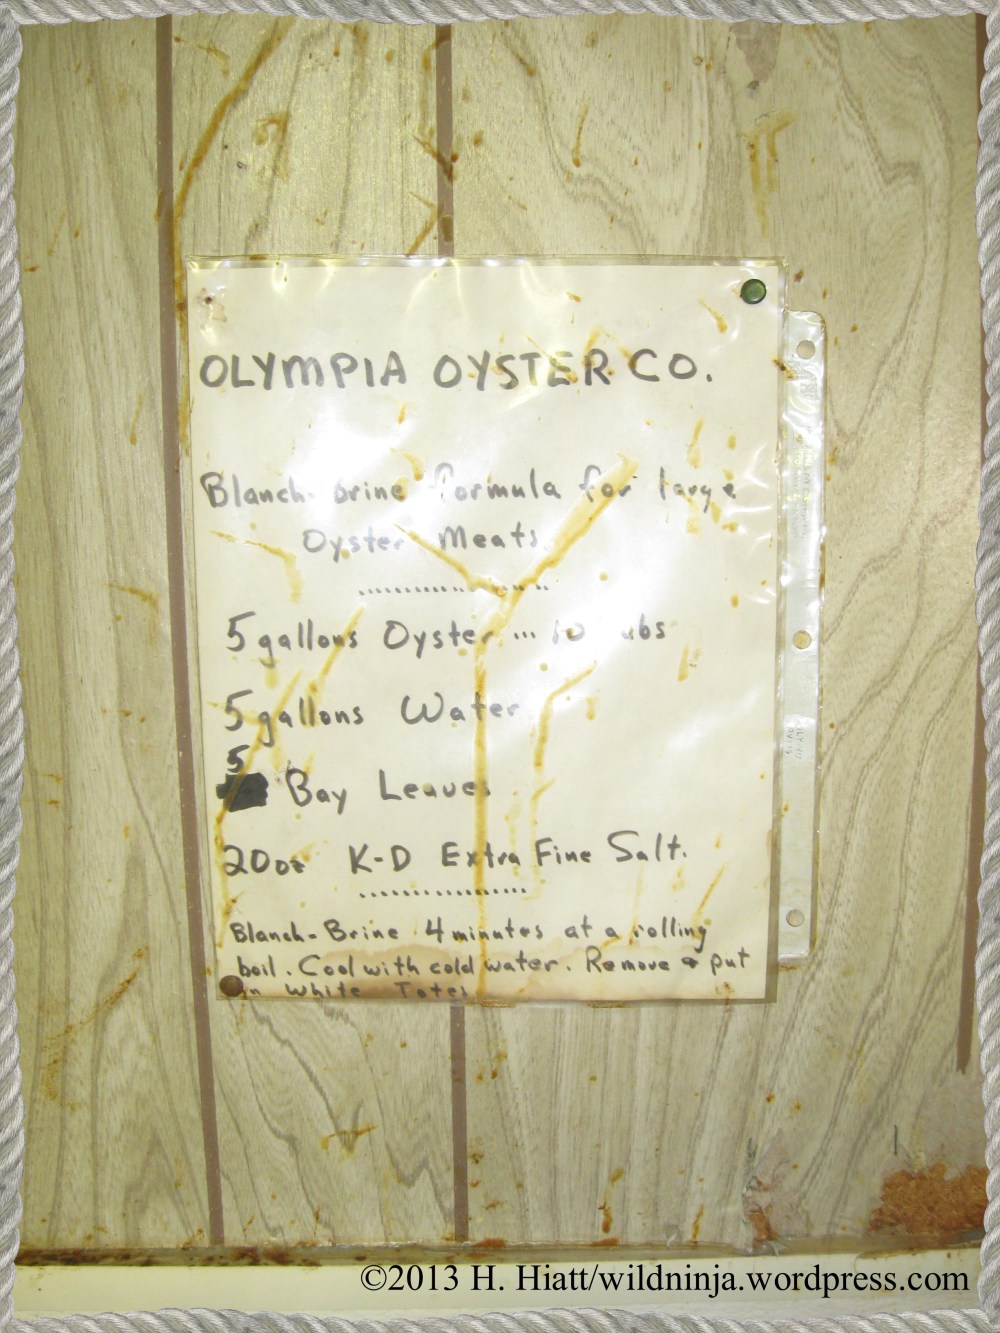 OLYMPIA OYSTER CO.
Blanch-Brine formula for large
Oyster Meats
5 gallons Oyster ... 10
5 gallons Water
5
Bay Leaves
20oz K-D Extra Fine Salt.
Blanch-Brine 4 minutes at a rolling
boil. Cool with cold water. Remove & put
in White Totes
©2013 H. Hiatt/wildninja.wordpress.com